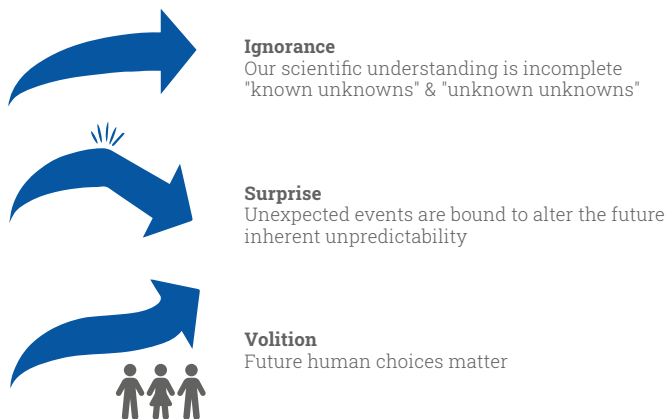 Ignorance
Our scientific understanding is incomplete
"known unknowns" & "unknown unknowns"
Surprise
Unexpected events are bound to alter the future
inherent unpredictability
Volition
Future human choices matter